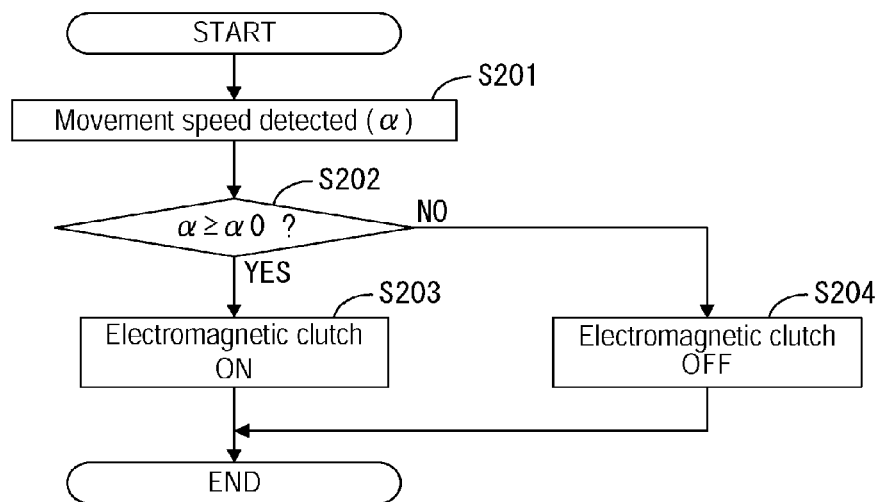 START
S201
Movement speed detected (α)
S202
α ≥ α0 ?
NO
YES
S203
S204
Electromagnetic clutch
ON
Electromagnetic clutch
OFF
END